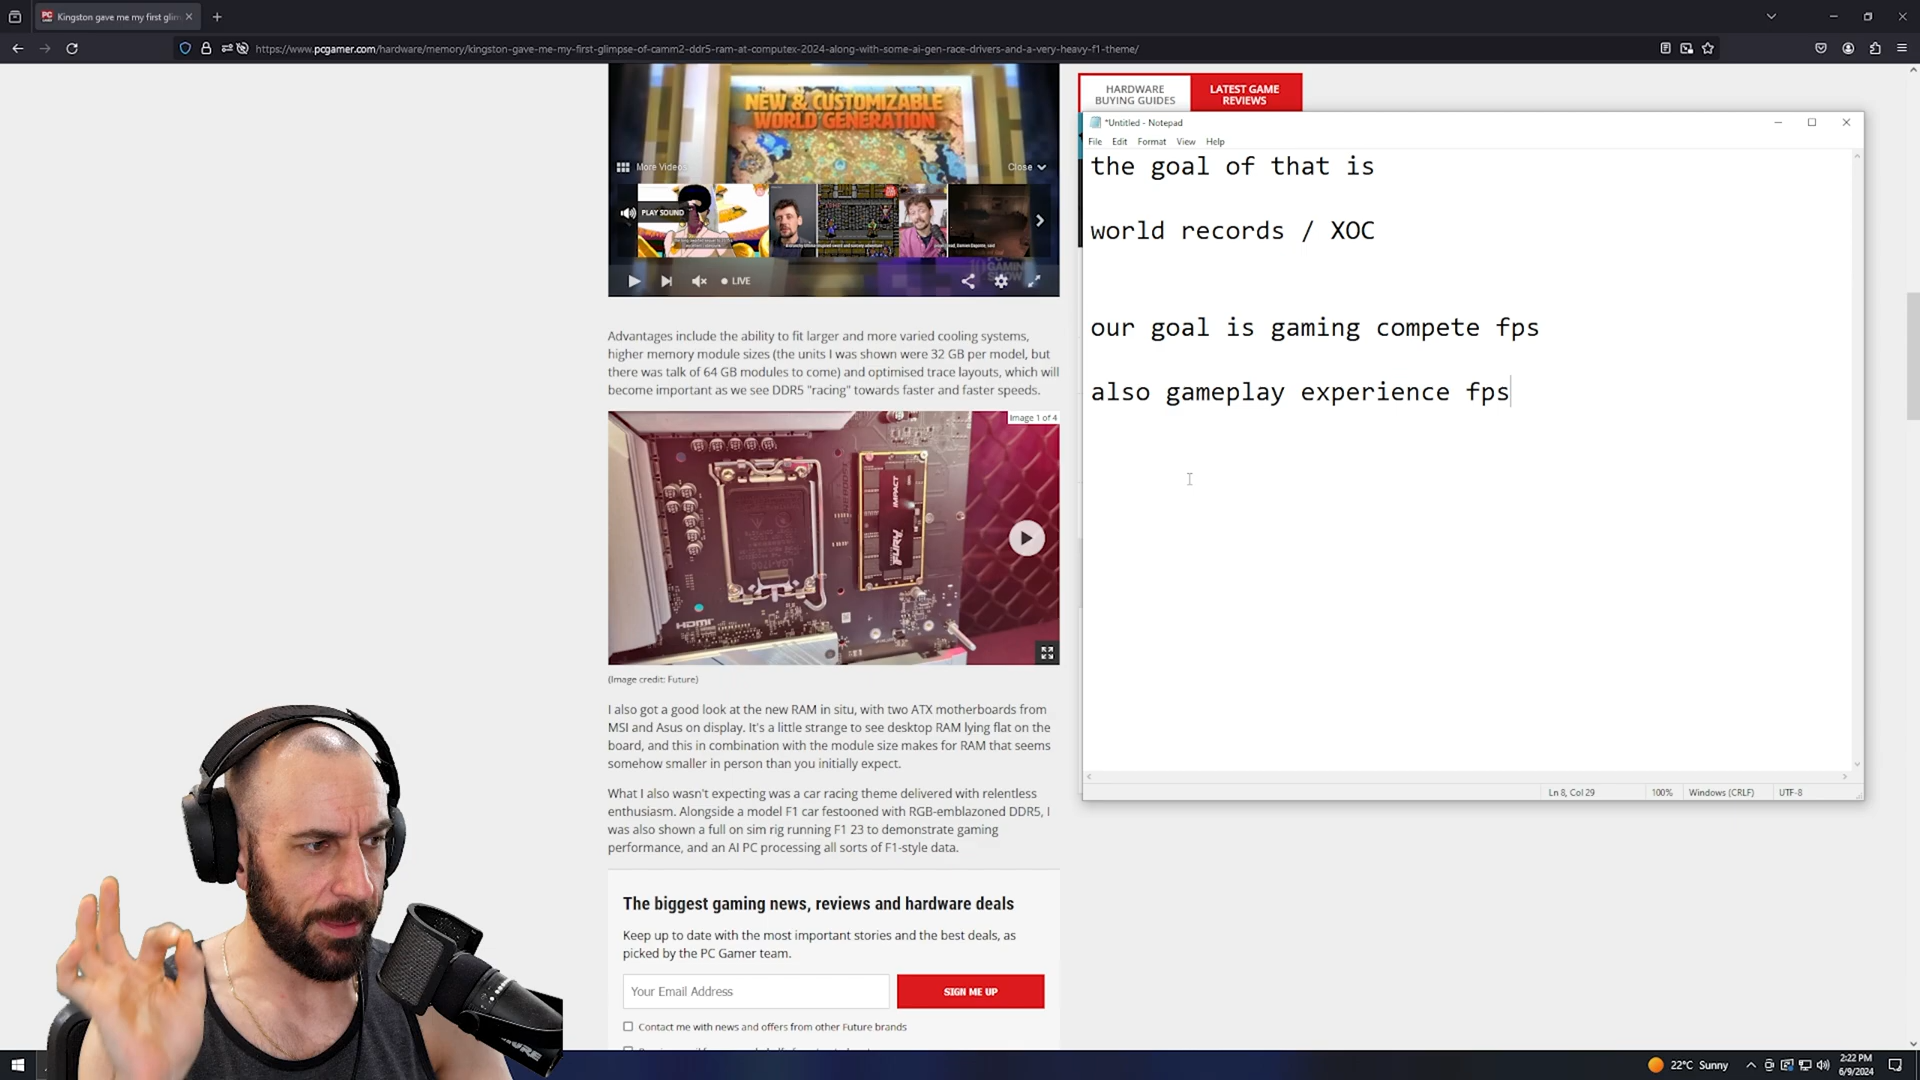 Kingston gave me my first glim
https://www.pcgamer.com/hardware/memory/kingston-gave-me-my-first-glimpse-of-camm2-ddr5-ram-at-computex-2024-along-with-some-ai-gen-race-drivers-and-a-very-heavy-f1-theme/
NEW & CUSTOMIZABLE
WORLD GENERATION
More Videos
Close
PLAY SOUND
LIVE
Advantages include the ability to fit larger and more varied cooling systems,
higher memory module sizes (the units I was shown were 32 GB per model, but
there was talk of 64 GB modules to come) and optimised trace layouts, which will
become important as we see DDR5 "racing" towards faster and faster speeds.
Image 1 of 4
IMPACT
FURY
LGA-1700
HDMI
(Image credit: Future)
I also got a good look at the new RAM in situ, with two ATX motherboards from
MSI and Asus on display. It's a little strange to see desktop RAM lying flat on the
board, and this in combination with the module size makes for RAM that seems
somehow smaller in person than you initially expect.
What I also wasn't expecting was a car racing theme delivered with relentless
enthusiasm. Alongside a model F1 car festooned with RGB-emblazoned DDR5, I
was also shown a full on sim rig running F1 23 to demonstrate gaming
performance, and an AI PC processing all sorts of F1-style data.
The biggest gaming news, reviews and hardware deals
Keep up to date with the most important stories and the best deals, as
picked by the PC Gamer team.
Your Email Address
SIGN ME UP
Contact me with news and offers from other Future brands
HARDWARE
BUYING GUIDES
LATEST GAME
REVIEWS
*Untitled - Notepad
File Edit Format View Help
the goal of that is
world records / XOC
our goal is gaming compete fps
also gameplay experience fps
Ln 8, Col 29
100%
Windows (CRLF)
UTF-8
22°C Sunny
2:22 PM
6/9/2024